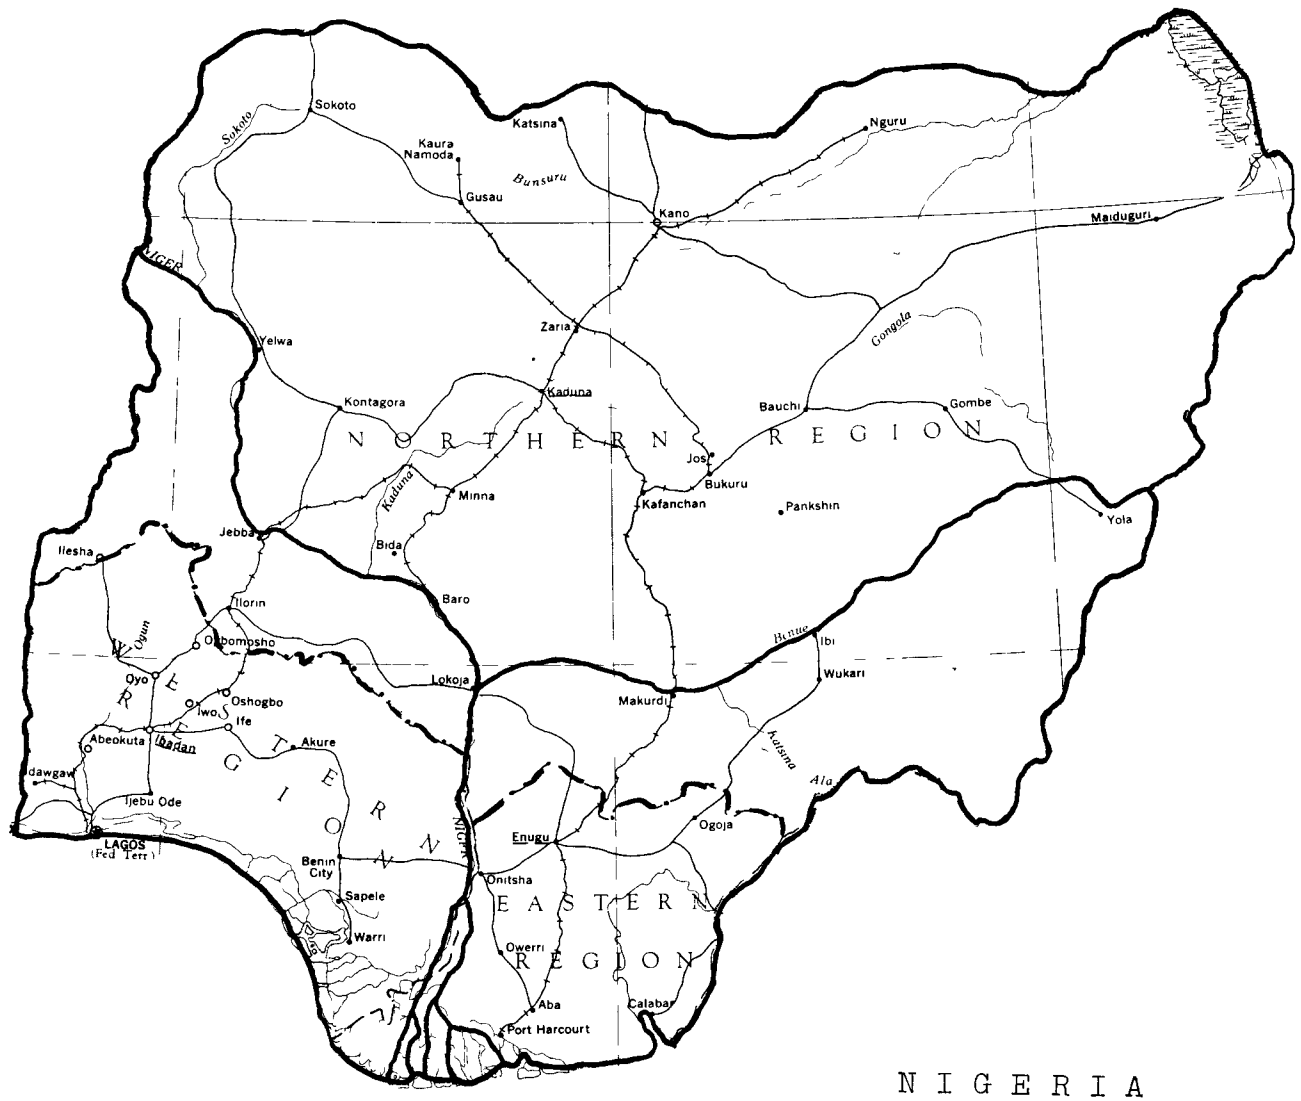 Sokoto
Sokoto
Katsina
Nguru
Kaura
Namoda
Bunsuru
Gusau
Kano
Maiduguri
NIGER
Zaria
Gongola
Yelwa
Kaduna
Kontagora
Bauchi
Gombe
NORTHERN REGION
Jos
Bukuru
Kaduna
Minna
Kafanchan
Pankshin
Yola
Jebba
Ilesha
Bida
Baro
Ilorin
Ogun
Ogbomosho
Benue
Ibi
Wukari
Oyo
Lokoja
Makurdi
Oshogbo
Iwo
Ife
WESTERN
REGION
Abeokuta
Ibadan
Akure
Katsina
Ala
dawgaw
Ijebu Ode
NIGER
Ogoja
Enugu
LAGOS
(Fed Terr)
Benin
City
Onitsha
Sapele
EASTERN
Warri
Owerri
REGION
Aba
Calabar
Port Harcourt
NIGERIA